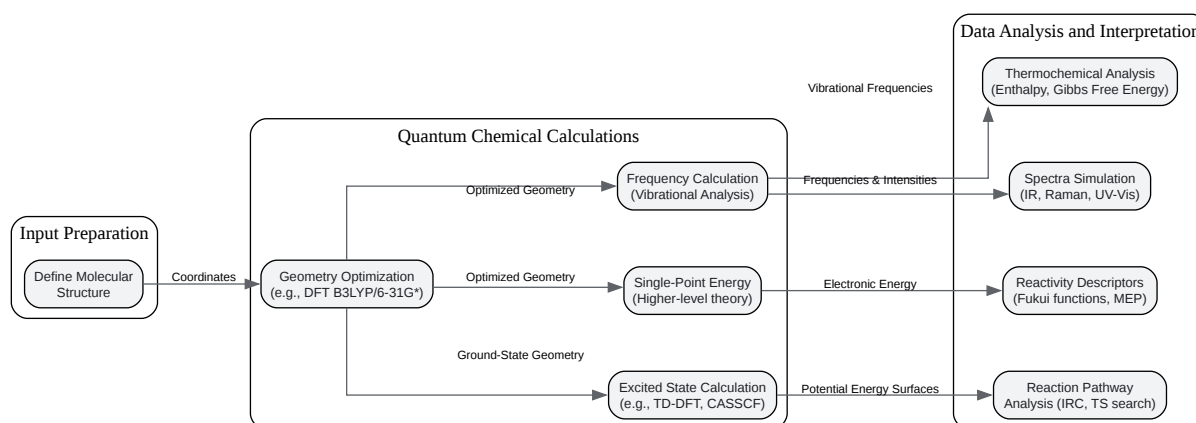 Data Analysis and Interpretation
Thermochemical Analysis
(Enthalpy, Gibbs Free Energy)
Vibrational Frequencies
Quantum Chemical Calculations
Frequency Calculation
(Vibrational Analysis)
Optimized Geometry
Frequencies & Intensities
Spectra Simulation
(IR, Raman, UV-Vis)
Input Preparation
Define Molecular
Structure
Coordinates
Geometry Optimization
(e.g., DFT B3LYP/6-31G*)
Optimized Geometry
Single-Point Energy
(Higher-level theory)
Electronic Energy
Reactivity Descriptors
(Fukui functions, MEP)
Ground-State Geometry
Excited State Calculation
(e.g., TD-DFT, CASSCF)
Potential Energy Surfaces
Reaction Pathway
Analysis (IRC, TS search)